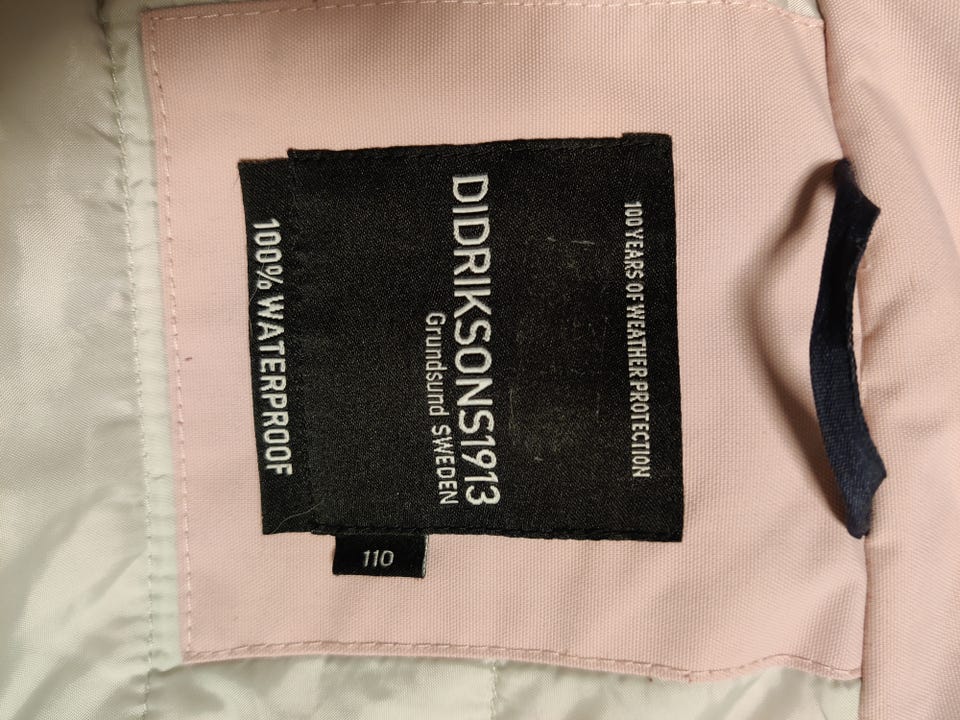 100 YEARS OF WEATHER PROTECTION
DIDRIKSONS1913
Grundsund SWEDEN
100% WATERPROOF
110